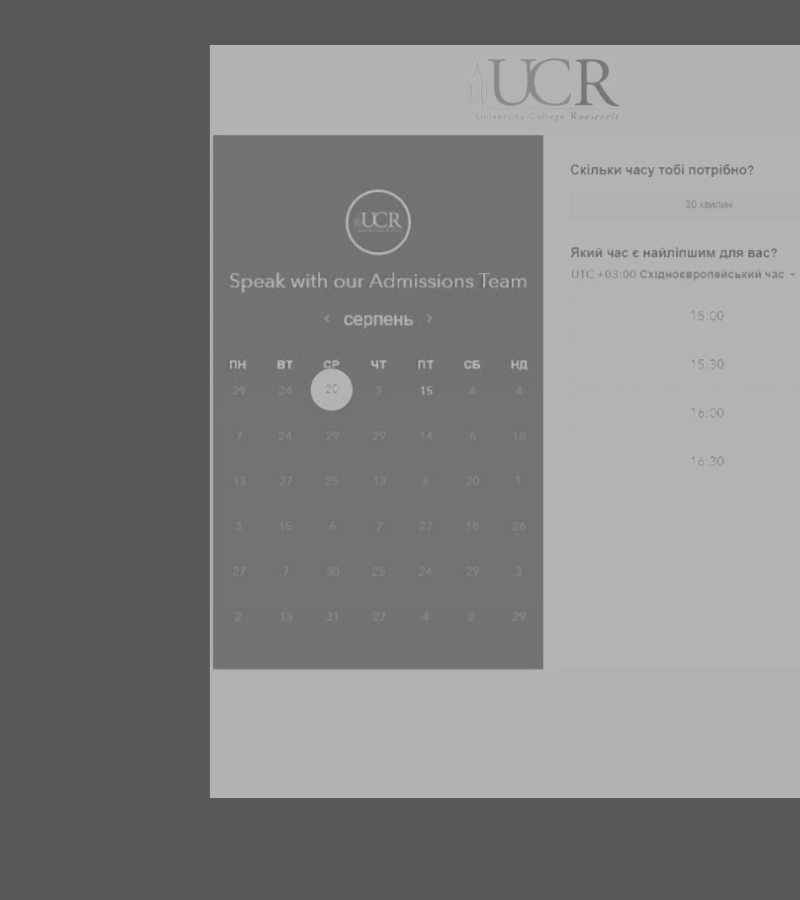 UCR
University College Roosevelt
UCR
Speak with our Admissions Team
< серпень >
ПН ВТ СР ЧТ ПТ СБ НД
29 24 20 3 15 4 4
7 24 29 29 14 6 18
13 27 25 13 6 20 1
3 15 6 7 27 18 26
27 7 30 25 24 29 3
2 13 31 27 4 2 29
Скільки часу тобі потрібно?
30 хвилин
Який час є найліпшим для вас?
UTC +03:00 Східноєвропейський час
15:00
15:30
16:00
16:30